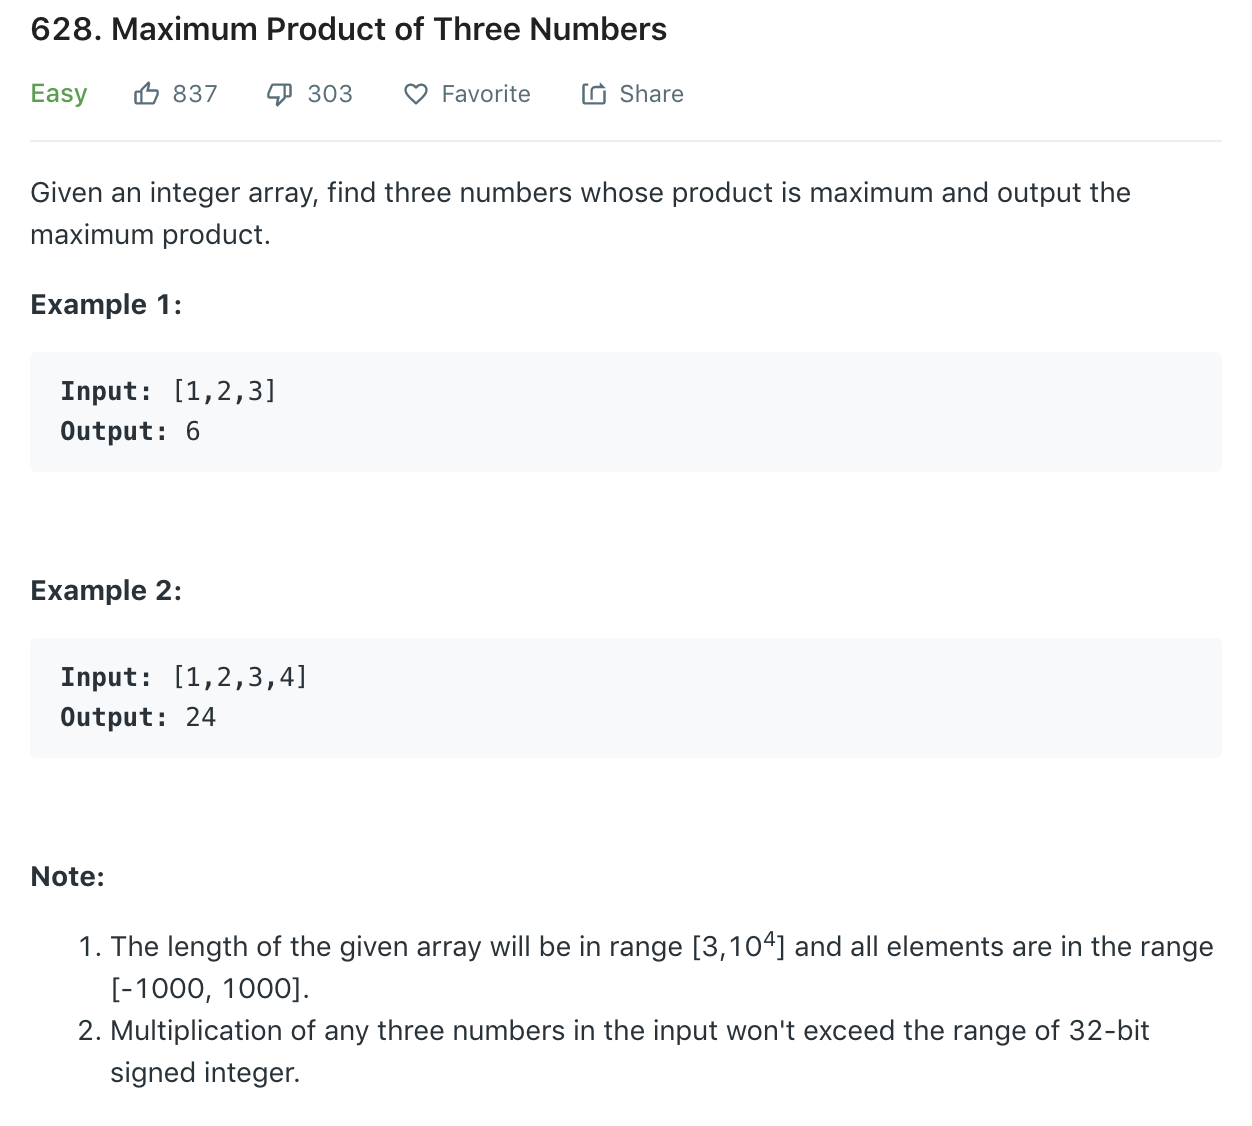 628. Maximum Product of Three Numbers
Easy 837 303 Favorite Share
Given an integer array, find three numbers whose product is maximum and output the
maximum product.
Example 1:
Input: [1,2,3]
Output: 6
Example 2:
Input: [1,2,3,4]
Output: 24
Note:
1. The length of the given array will be in range [3,10⁴] and all elements are in the range
[-1000, 1000].
2. Multiplication of any three numbers in the input won't exceed the range of 32-bit
signed integer.